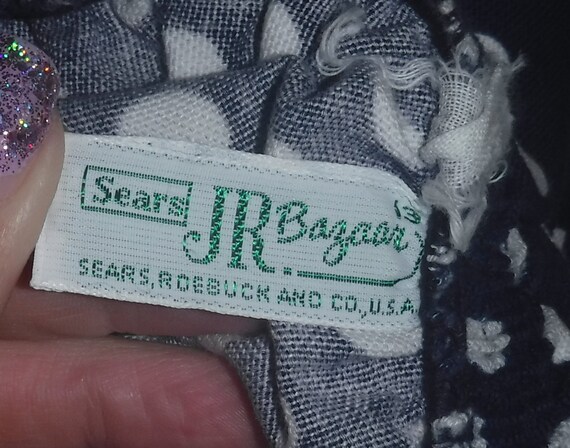 Sears
JR. Bazaar
SEARS, ROEBUCK AND CO., U.S.A.